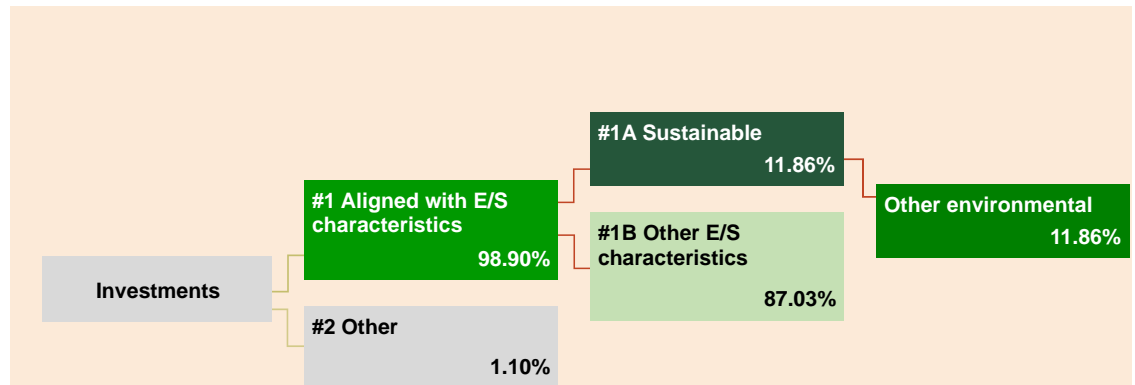 Investments
#1 Aligned with E/S
characteristics
98.90%
#2 Other
1.10%
#1A Sustainable
11.86%
#1B Other E/S
characteristics
87.03%
Other environmental
11.86%